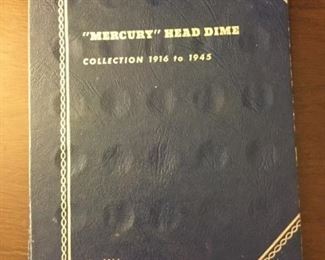 "MERCURY" HEAD DIME
COLLECTION 1916 to 1945